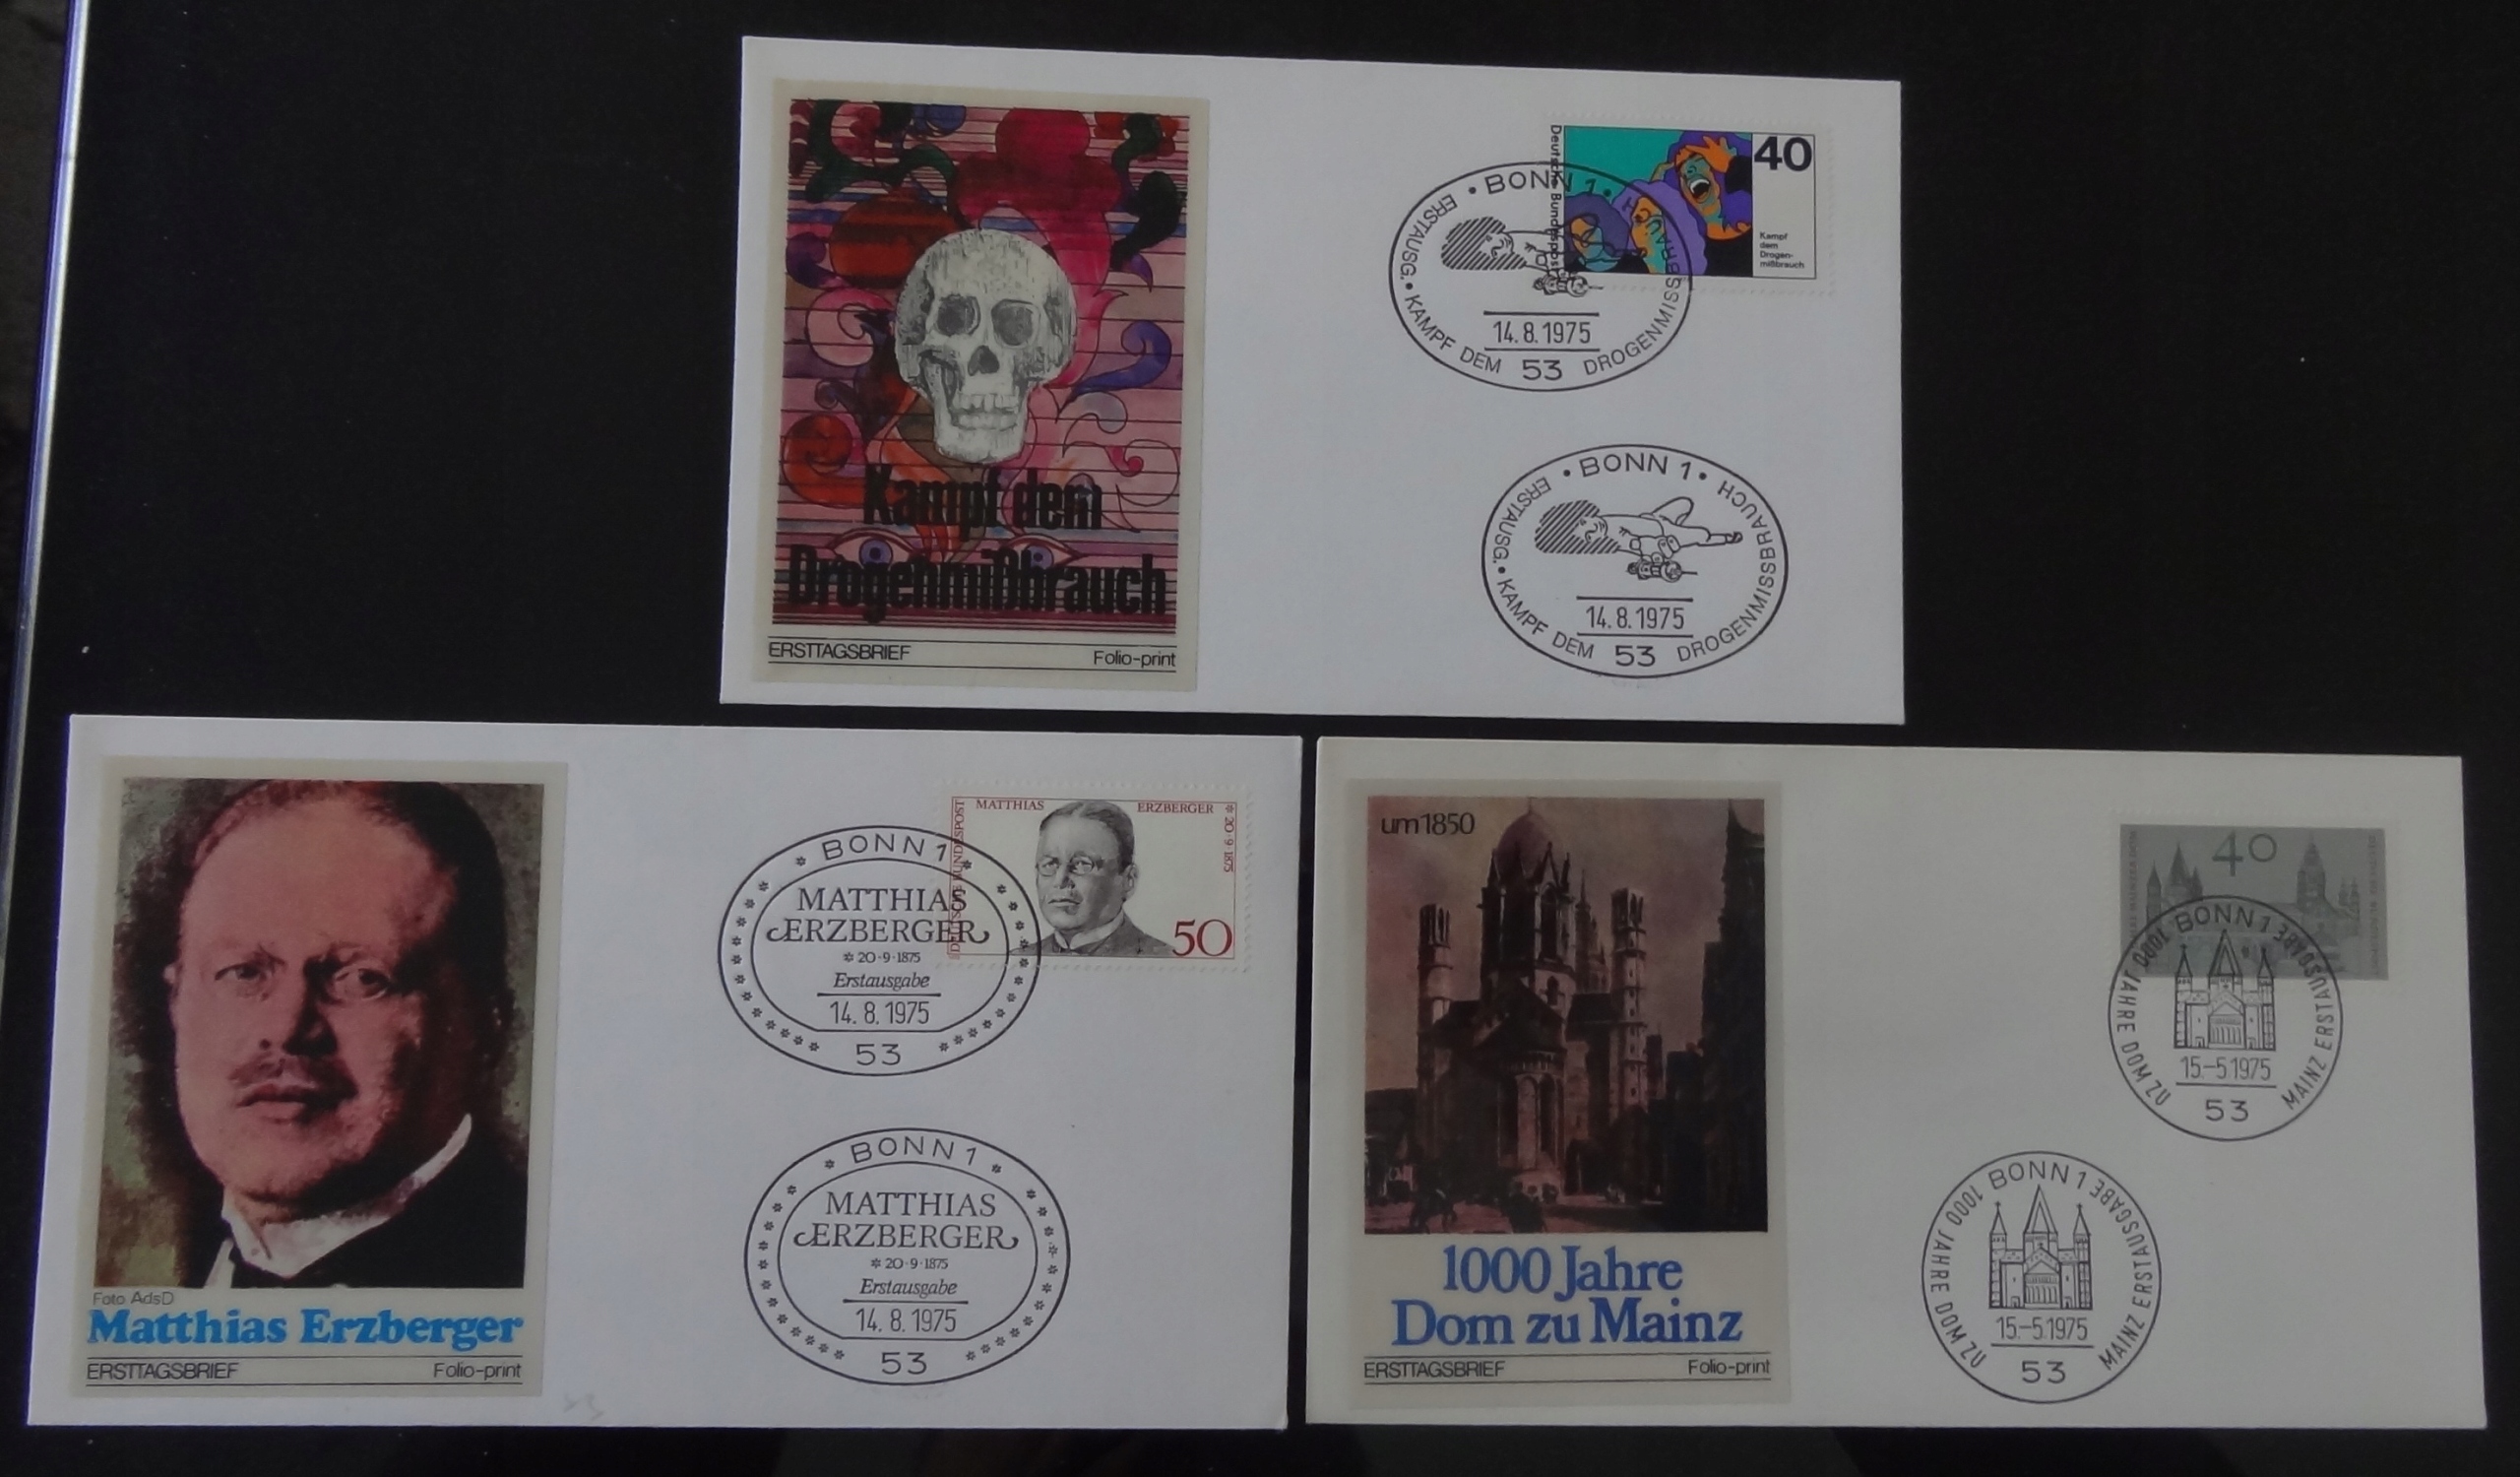 Kampf dem
Drogenmißbrauch
ERSTTAGSBRIEF Folio-print
Deutsche Bundespost
40
Kampf
dem
Drogen-
mißbrauch
• BONN 1 •
ERSTAUSG. • KAMPF DEM DROGENMISSBRAUCH
14.8.1975
53
• BONN 1 •
ERSTAUSG. • KAMPF DEM DROGENMISSBRAUCH
14.8.1975
53
Foto AdsD
Matthias Erzberger
ERSTTAGSBRIEF Folio-print
DEUTSCHE BUNDESPOST
MATTHIAS ERZBERGER
* 20·9·1875
50
* BONN 1 *
MATTHIAS
ERZBERGER
* 20·9·1875
Erstausgabe
14.8.1975
53
* BONN 1 *
MATTHIAS
ERZBERGER
* 20·9·1875
Erstausgabe
14.8.1975
53
um 1850
1000 Jahre
Dom zu Mainz
ERSTTAGSBRIEF Folio-print
40
BONN 1
1000 JAHRE DOM ZU MAINZ ERSTAUSGABE
15.-5.1975
53
BONN 1
1000 JAHRE DOM ZU MAINZ ERSTAUSGABE
15.-5.1975
53